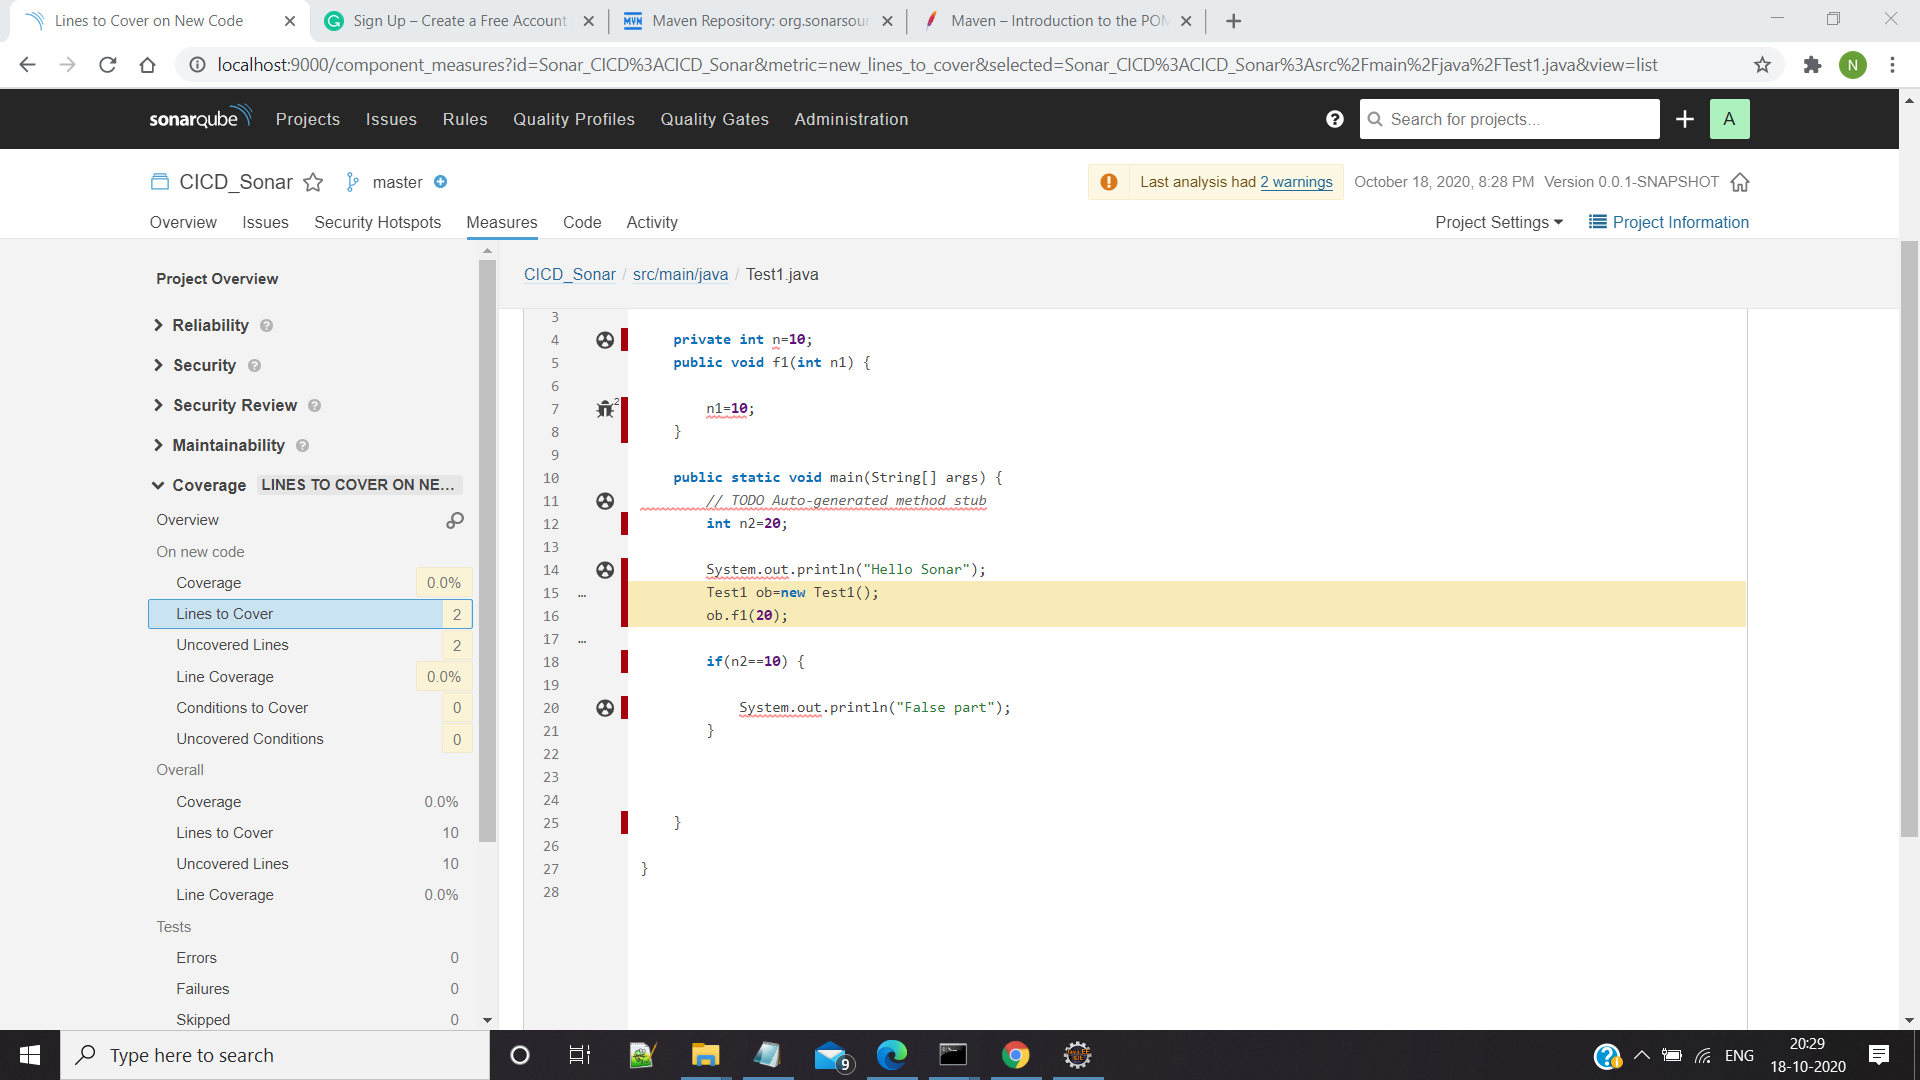 Lines to Cover on New Code
Sign Up – Create a Free Account
Maven Repository: org.sonarsour
Maven – Introduction to the POM
localhost:9000/component_measures?id=Sonar_CICD%3ACICD_Sonar&metric=new_lines_to_cover&selected=Sonar_CICD%3ACICD_Sonar%3Asrc%2Fmain%2Fjava%2FTest1.java&view=list
N
sonarqube Projects Issues Rules Quality Profiles Quality Gates Administration
Search for projects...
A
CICD_Sonar master
Last analysis had 2 warnings October 18, 2020, 8:28 PM Version 0.0.1-SNAPSHOT
Overview Issues Security Hotspots Measures Code Activity
Project Settings Project Information
Project Overview
Reliability
Security
Security Review
Maintainability
Coverage LINES TO COVER ON NE...
Overview
On new code
Coverage 0.0%
Lines to Cover 2
Uncovered Lines 2
Line Coverage 0.0%
Conditions to Cover 0
Uncovered Conditions 0
Overall
Coverage 0.0%
Lines to Cover 10
Uncovered Lines 10
Line Coverage 0.0%
Tests
Errors 0
Failures 0
Skipped 0
CICD_Sonar / src/main/java / Test1.java
3
4 private int n=10;
5 public void f1(int n1) {
6
7 2 n1=10;
8 }
9
10 public static void main(String[] args) {
11 // TODO Auto-generated method stub
12 int n2=20;
13
14 System.out.println("Hello Sonar");
15 ... Test1 ob=new Test1();
16 ob.f1(20);
17 ...
18 if(n2==10) {
19
20 System.out.println("False part");
21 }
22
23
24
25 }
26
27 }
28
Type here to search
9
ENG
20:29
18-10-2020